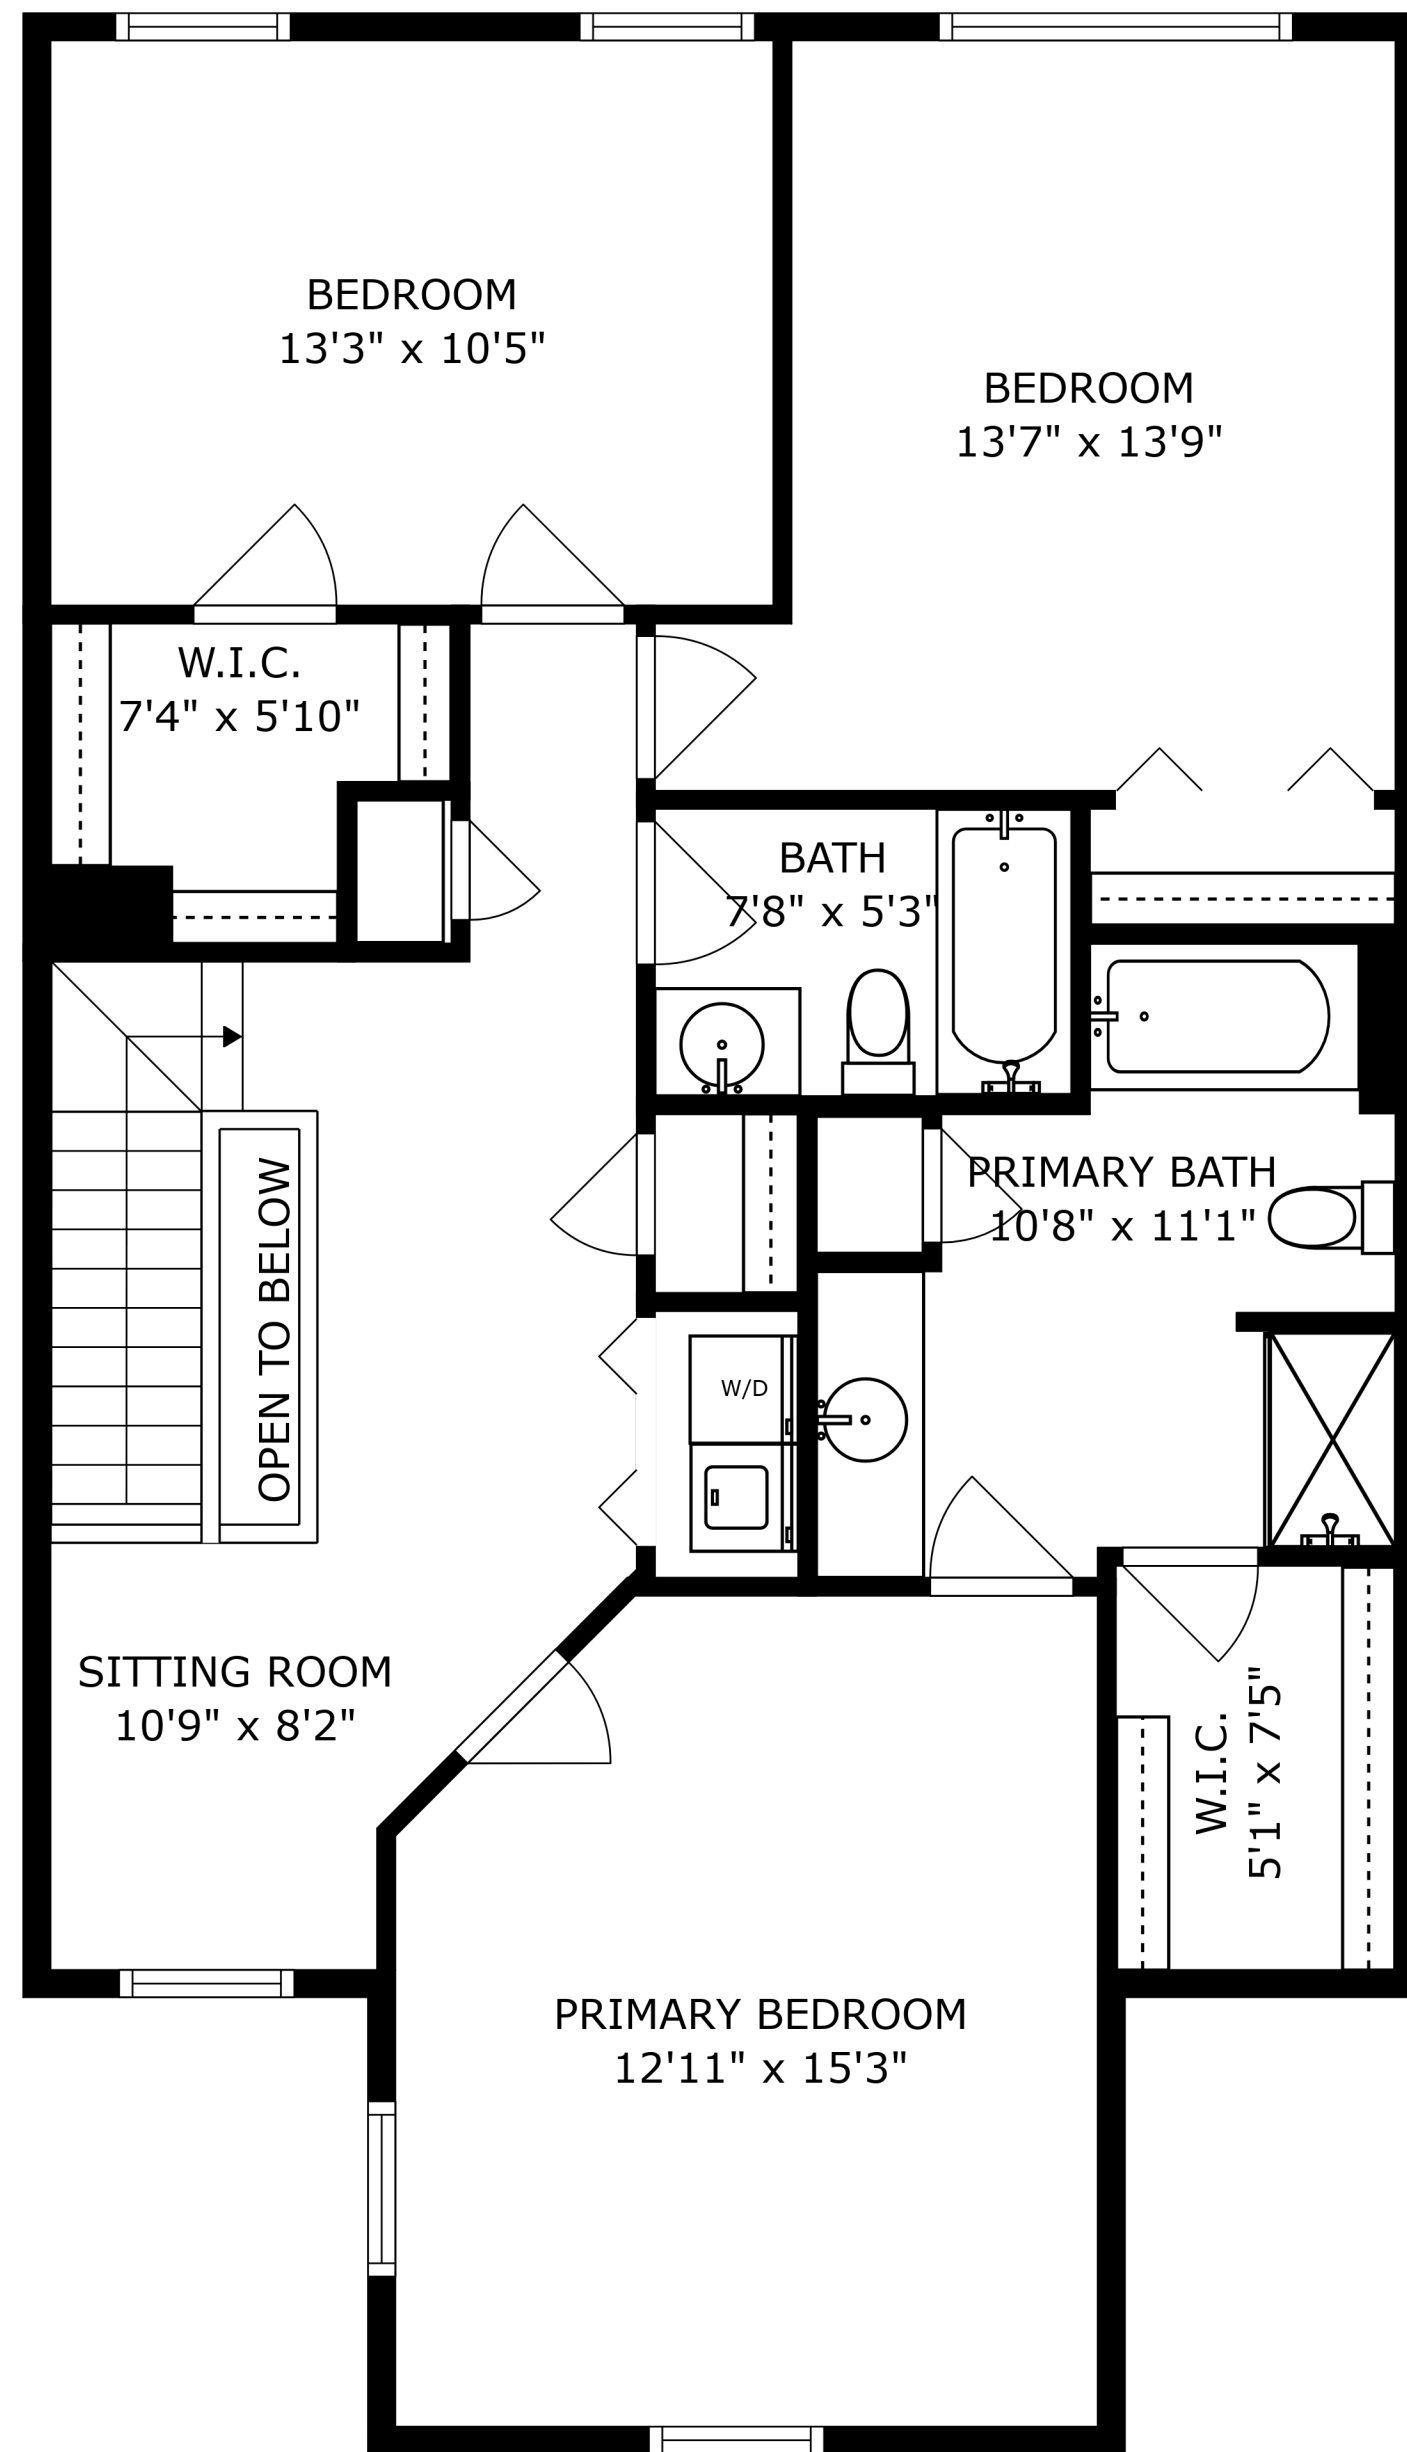 BEDROOM
13'3" x 10'5"
BEDROOM
13'7" x 13'9"
W.I.C.
7'4" x 5'10"
BATH
7'8" x 5'3"
PRIMARY BATH
10'8" x 11'1"
OPEN TO BELOW
W/D
SITTING ROOM
10'9" x 8'2"
W.I.C.
5'1" x 7'5"
PRIMARY BEDROOM
12'11" x 15'3"